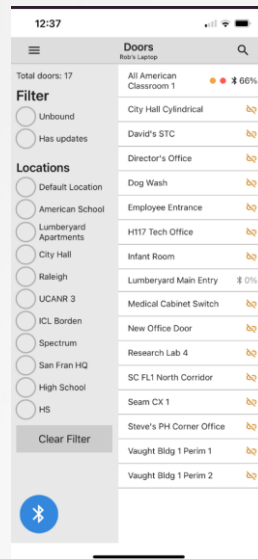 12:37
Doors
Rob's Laptop
Total doors: 17
Filter
Unbound
Has updates
Locations
Default Location
American School
Lumberyard
Apartments
City Hall
Raleigh
UCANR 3
ICL Borden
Spectrum
San Fran HQ
High School
HS
Clear Filter
All American
Classroom 1
66%
City Hall Cylindrical
David's STC
Director's Office
Dog Wash
Employee Entrance
H117 Tech Office
Infant Room
Lumberyard Main Entry
0%
Medical Cabinet Switch
New Office Door
Research Lab 4
SC FL1 North Corridor
Seam CX 1
Steve's PH Corner Office
Vaught Bldg 1 Perim 1
Vaught Bldg 1 Perim 2